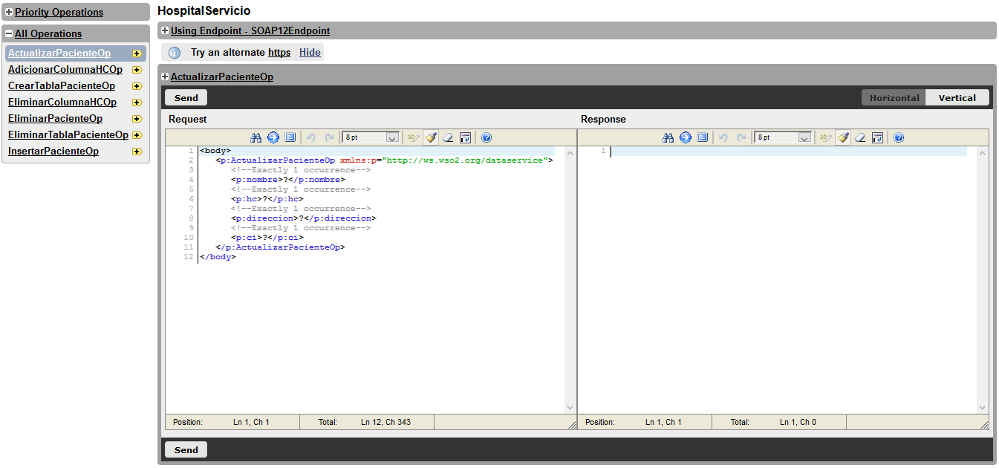 Priority Operations
All Operations
ActualizarPacienteOp
AdicionarColumnaHCOp
CrearTablaPacienteOp
EliminarColumnaHCOp
EliminarPacienteOp
EliminarTablaPacienteOp
InsertarPacienteOp
HospitalServicio
Using Endpoint - SOAP12Endpoint
Try an alternate https Hide
ActualizarPacienteOp
Send Horizontal Vertical
Request
8 pt
1 <body>
2 <p:ActualizarPacienteOp xmlns:p="http://ws.wso2.org/dataservice">
3 <!--Exactly 1 occurrence-->
4 <p:nombre>?</p:nombre>
5 <!--Exactly 1 occurrence-->
6 <p:hc>?</p:hc>
7 <!--Exactly 1 occurrence-->
8 <p:direccion>?</p:direccion>
9 <!--Exactly 1 occurrence-->
10 <p:ci>?</p:ci>
11 </p:ActualizarPacienteOp>
12 </body>
Position: Ln 1, Ch 1 Total: Ln 12, Ch 343
Response
8 pt
1
Position: Ln 1, Ch 1 Total: Ln 1, Ch 0
Send